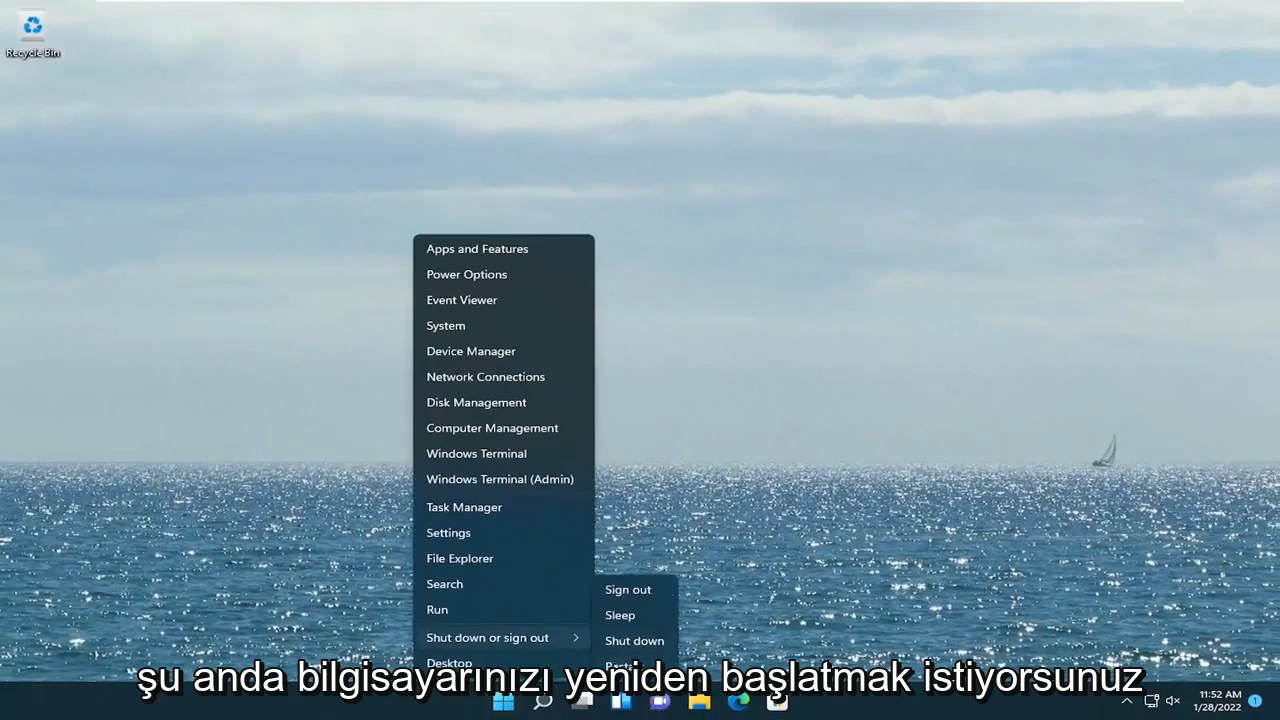 Recycle Bin
Apps and Features
Power Options
Event Viewer
System
Device Manager
Network Connections
Disk Management
Computer Management
Windows Terminal
Windows Terminal (Admin)
Task Manager
Settings
File Explorer
Search
Run
Shut down or sign out
Desktop
Sign out
Sleep
Shut down
şu anda bilgisayarınızı yeniden başlatmak istiyorsunuz
11:52 AM
1/28/2022
1